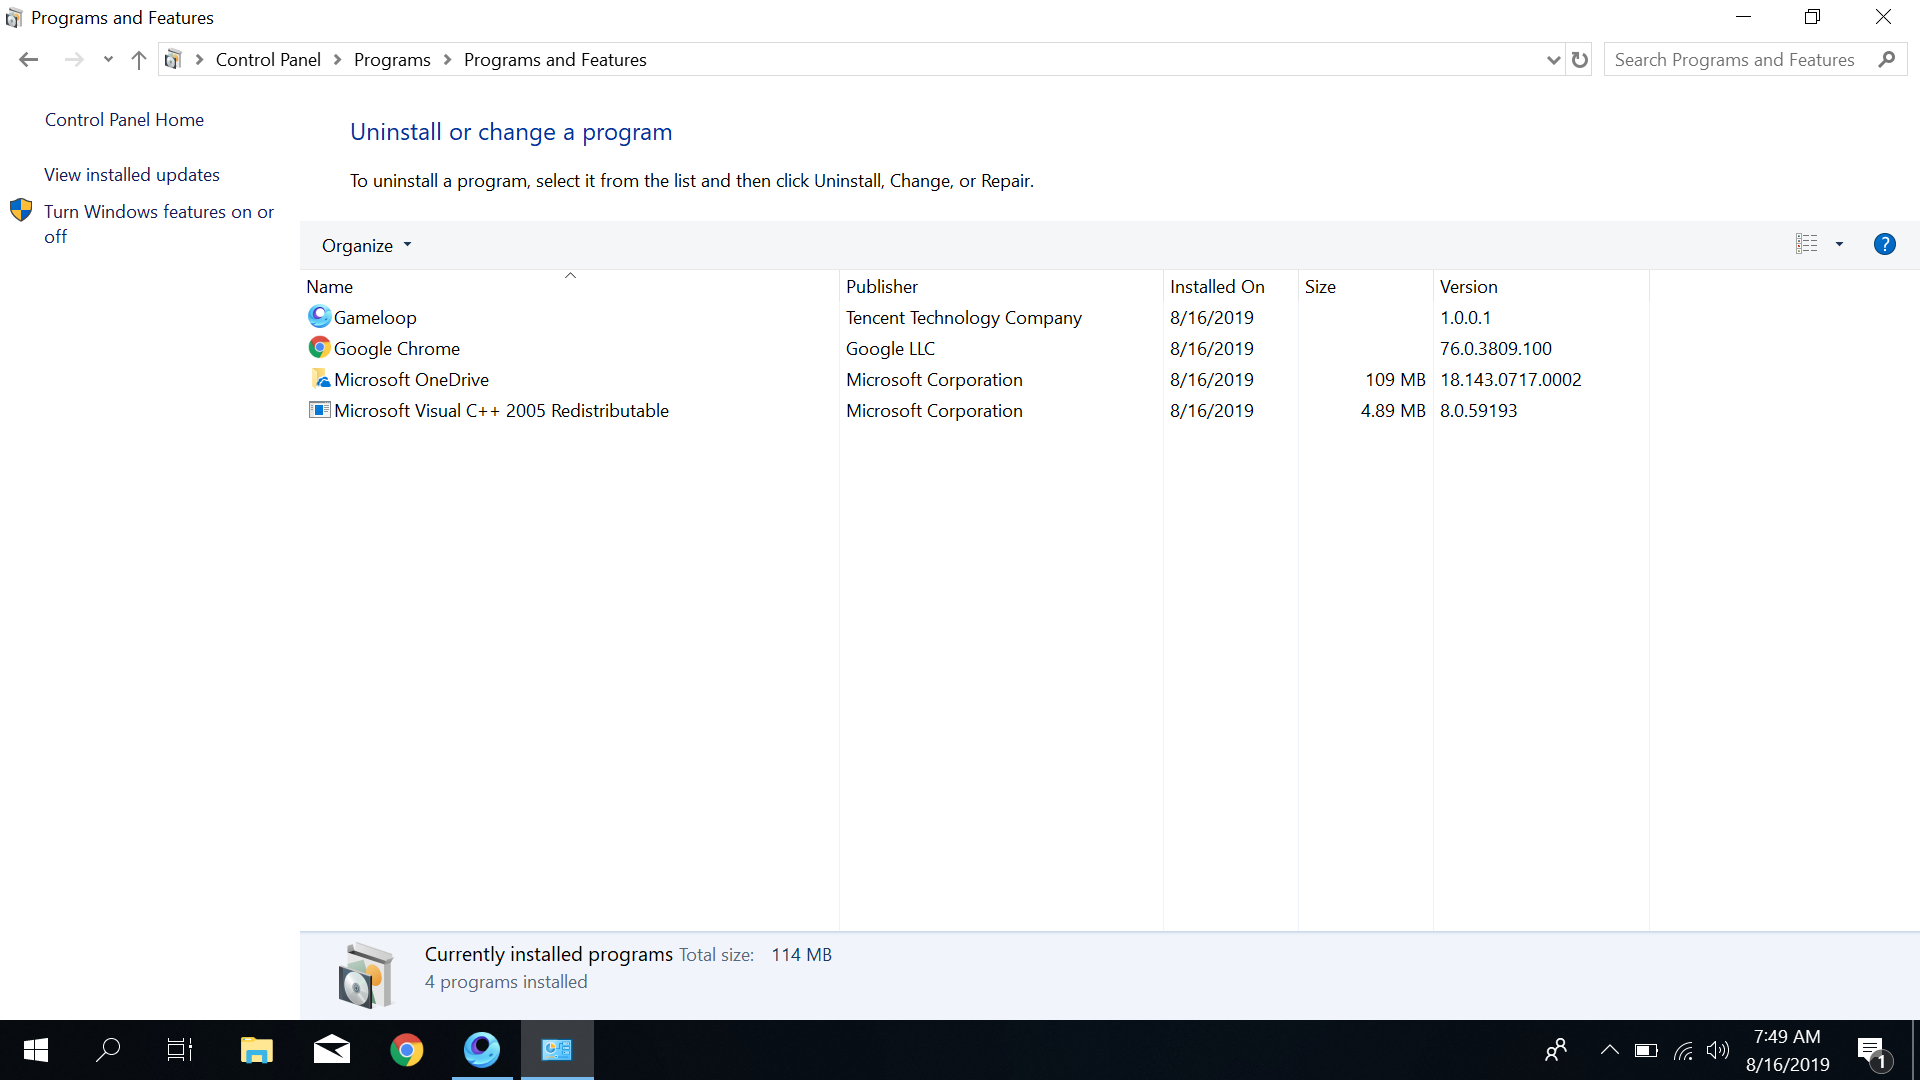 Programs and Features
Control Panel Programs Programs and Features
Search Programs and Features
Control Panel Home
View installed updates
Turn Windows features on or
off
Uninstall or change a program
To uninstall a program, select it from the list and then click Uninstall, Change, or Repair.
Organize
Name Publisher Installed On Size Version
Gameloop Tencent Technology Company 8/16/2019 1.0.0.1
Google Chrome Google LLC 8/16/2019 76.0.3809.100
Microsoft OneDrive Microsoft Corporation 8/16/2019 109 MB 18.143.0717.0002
Microsoft Visual C++ 2005 Redistributable Microsoft Corporation 8/16/2019 4.89 MB 8.0.59193
Currently installed programs Total size: 114 MB
4 programs installed
7:49 AM
8/16/2019
1